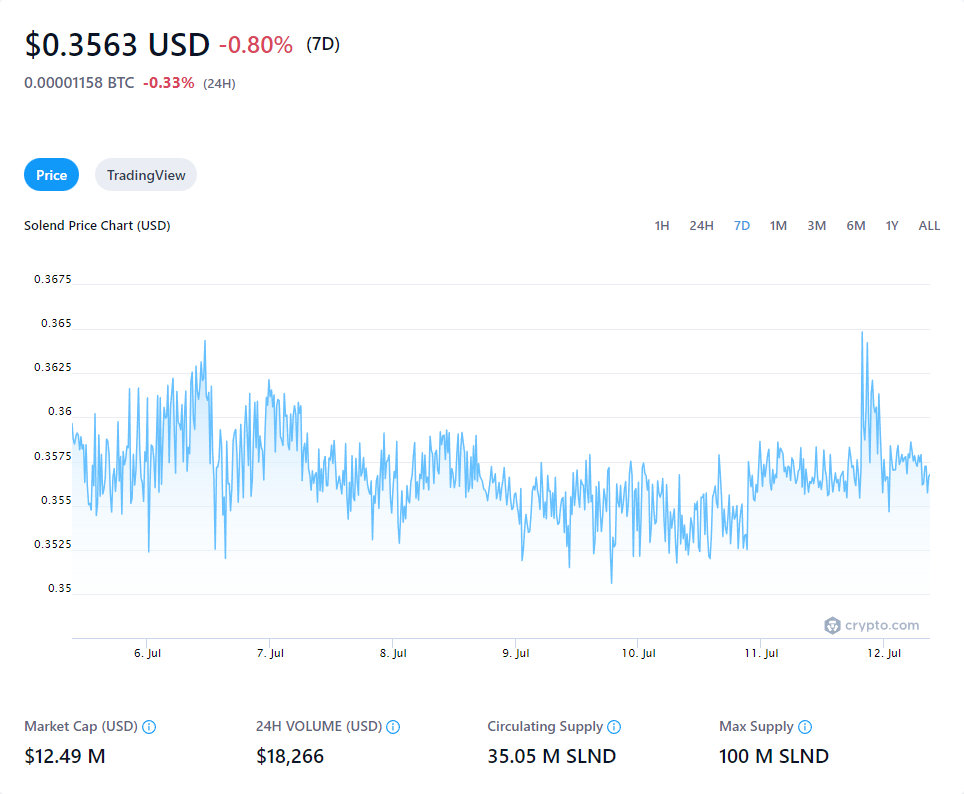 $0.3563 USD -0.80% (7D)
0.00001158 BTC -0.33% (24H)
Price TradingView
Solend Price Chart (USD) 1H 24H 7D 1M 3M 6M 1Y ALL
0.3675
0.365
0.3625
0.36
0.3575
0.355
0.3525
0.35
crypto.com
6. Jul 7. Jul 8. Jul 9. Jul 10. Jul 11. Jul 12. Jul
Market Cap (USD) 24H VOLUME (USD) Circulating Supply Max Supply
$12.49 M $18,266 35.05 M SLND 100 M SLND